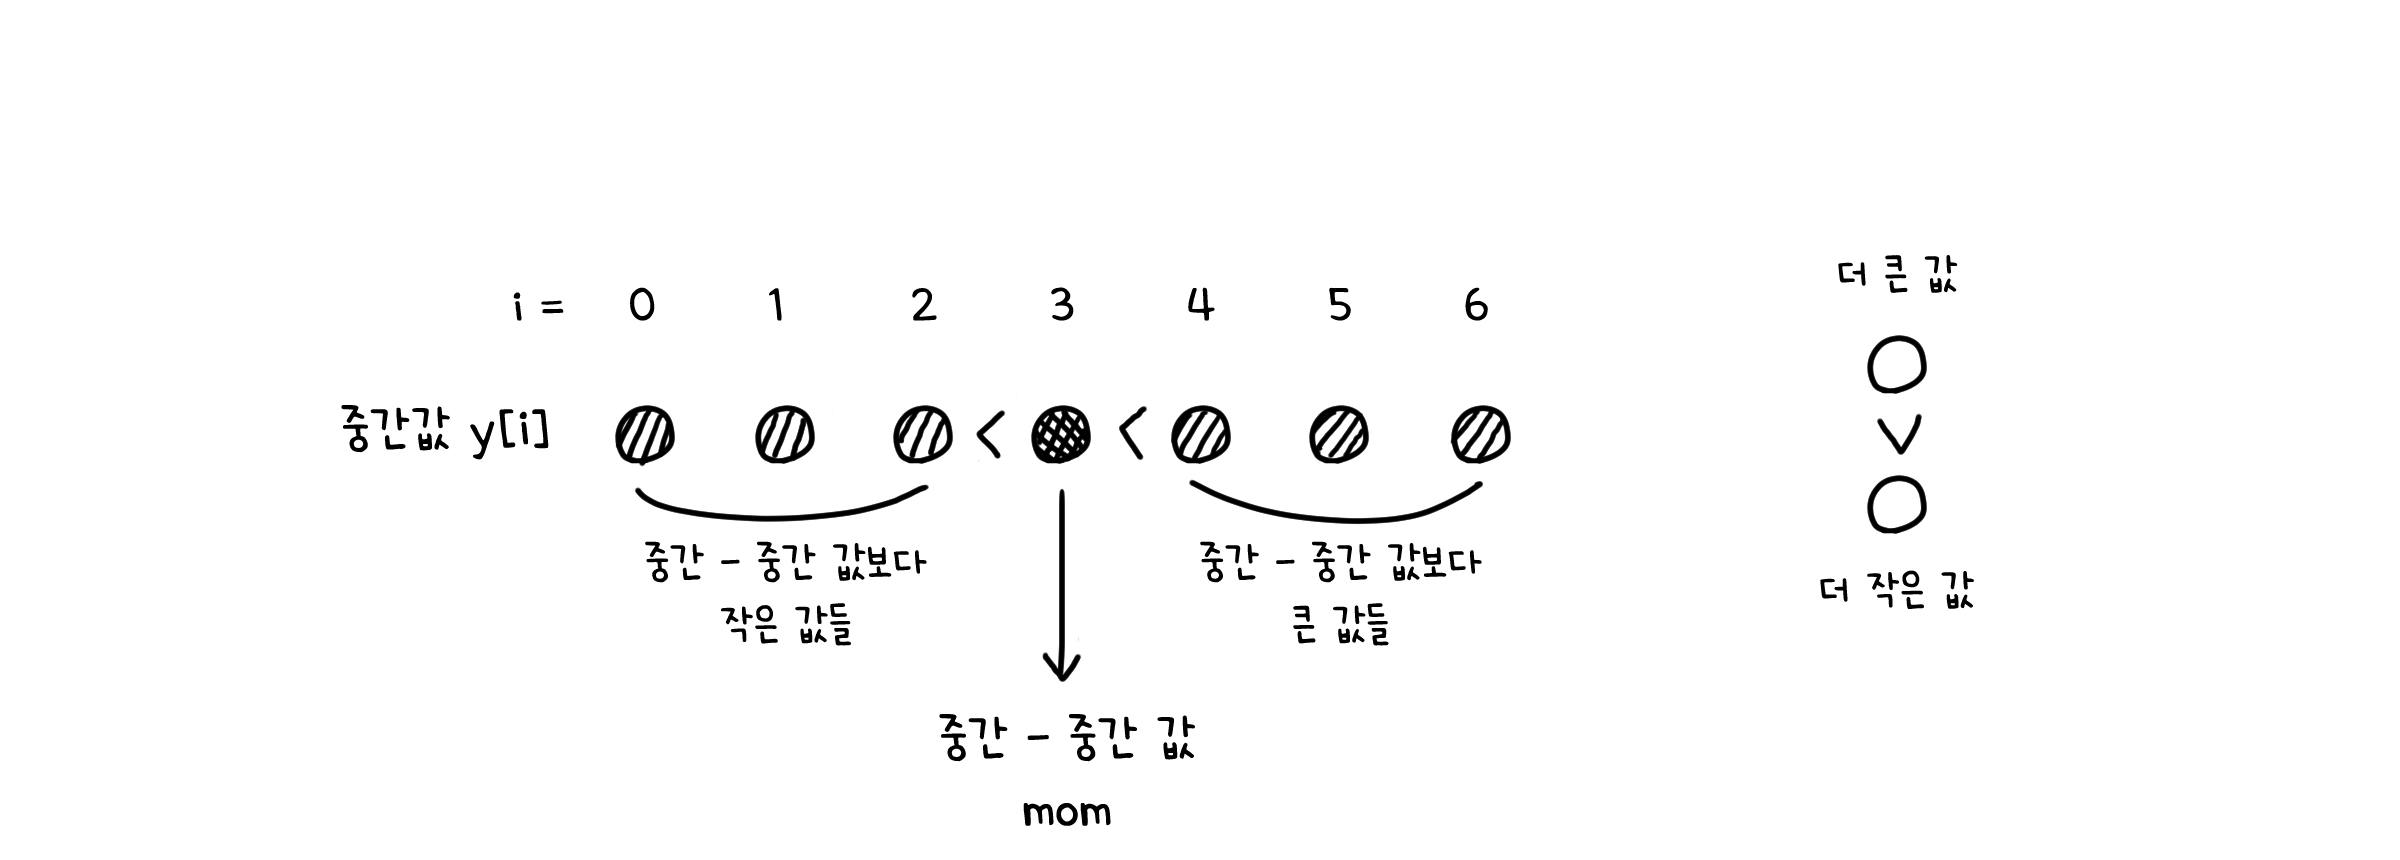 더 큰 값
i = 0 1 2 3 4 5 6
중간값 y[i] < <
중간 - 중간 값보다
작은 값들
중간 - 중간 값보다
큰 값들
더 작은 값
중간 - 중간 값
mom